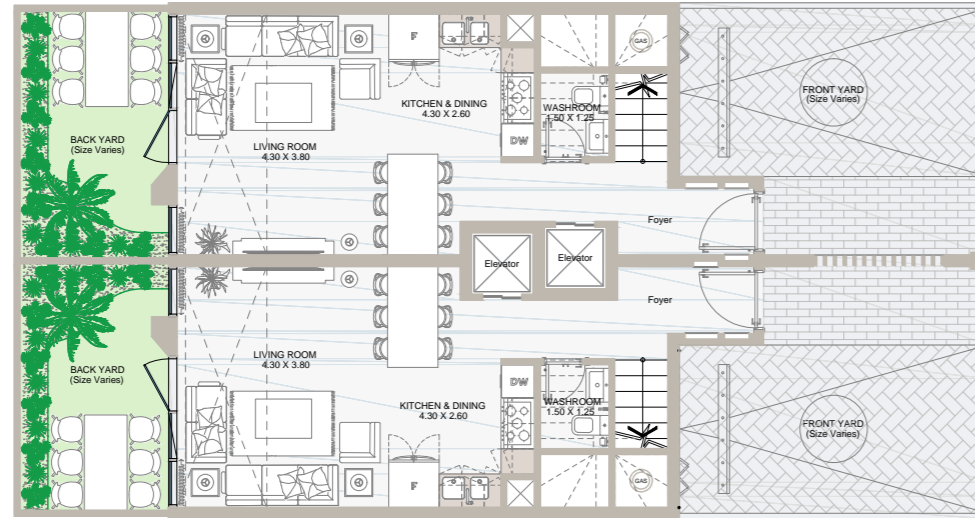 GAS
F
FRONT YARD
(Size Varies)
KITCHEN & DINING
4.30 X 2.60
WASHROOM
1.50 X 1.25
BACK YARD
(Size Varies)
DW
LIVING ROOM
4.30 X 3.80
Foyer
Elevator
Elevator
Foyer
LIVING ROOM
4.30 X 3.80
BACK YARD
(Size Varies)
DW
KITCHEN & DINING
4.30 X 2.60
WASHROOM
1.50 X 1.25
FRONT YARD
(Size Varies)
F
GAS